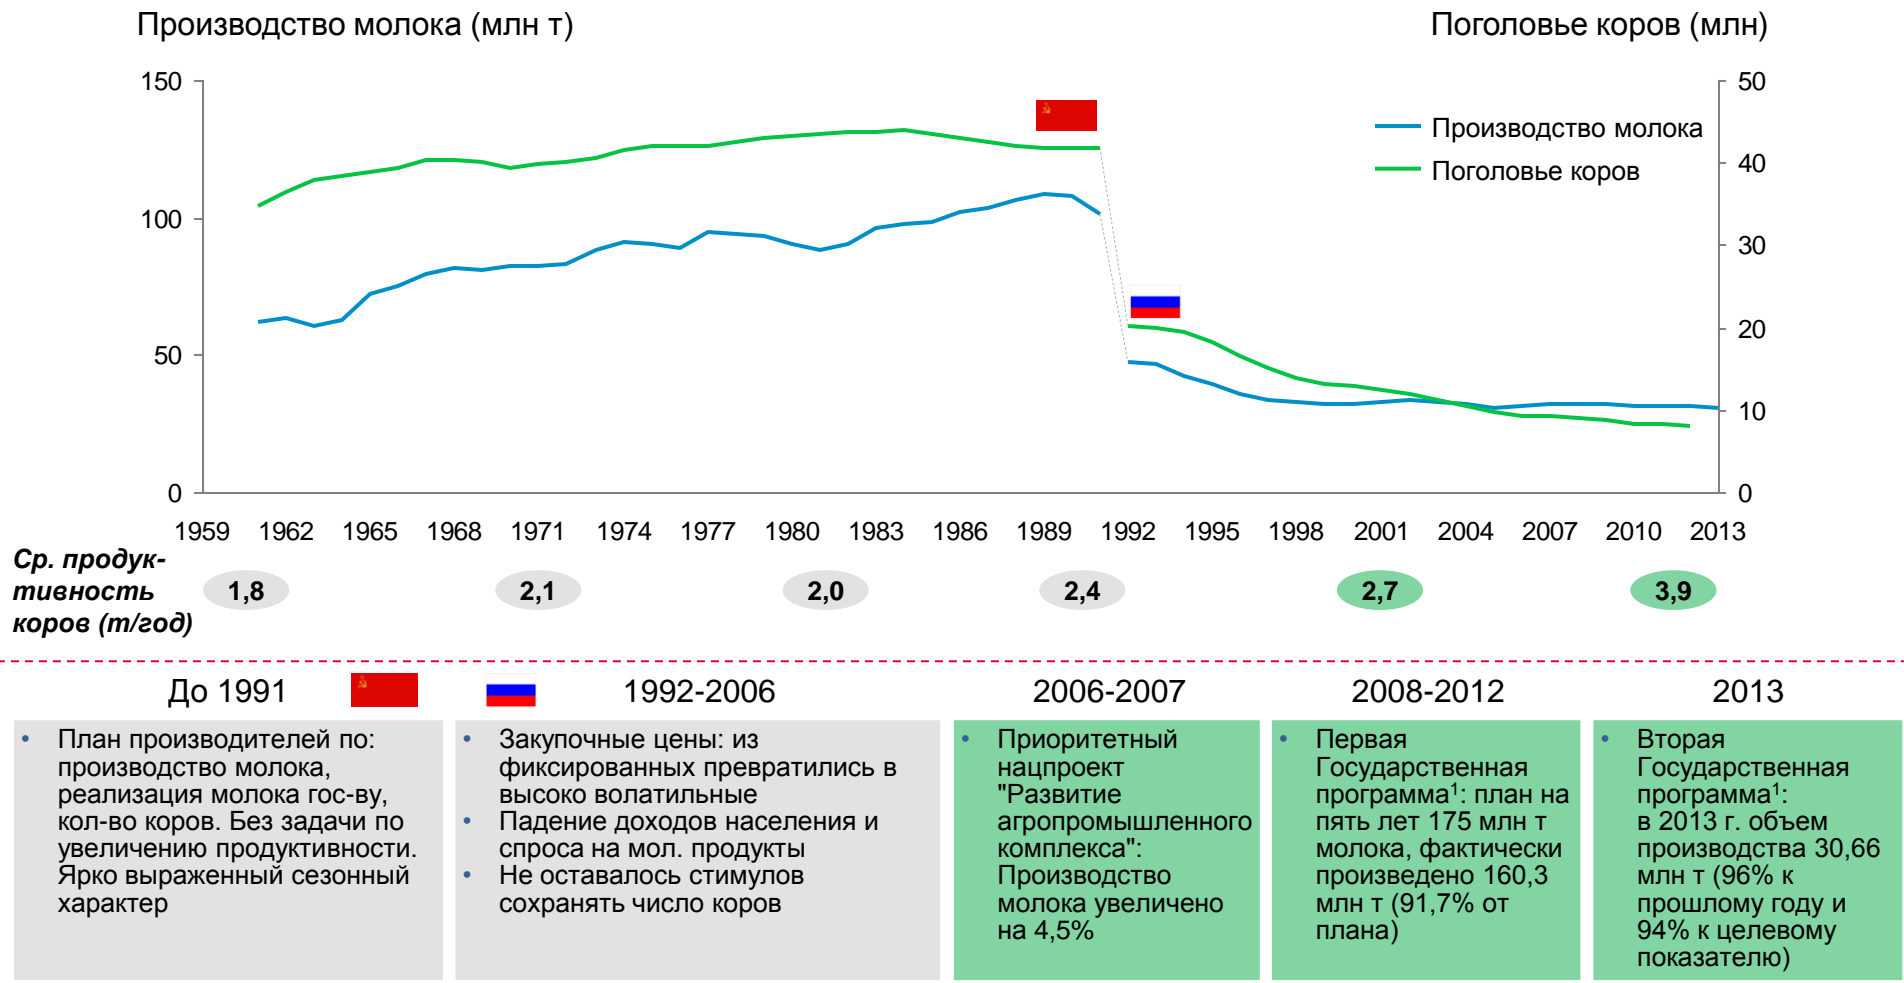 Производство молока (млн т)
Поголовье коров (млн)
150
100
50
0
50
40
30
20
10
0
Производство молока
Поголовье коров
1959 1962 1965 1968 1971 1974 1977 1980 1983 1986 1989 1992 1995 1998 2001 2004 2007 2010 2013
Ср. продук-
тивность
коров (т/год)
1,8 2,1 2,0 2,4 2,7 3,9
До 1991
• План производителей по:
производство молока,
реализация молока гос-ву,
кол-во коров. Без задачи по
увеличению продуктивности.
Ярко выраженный сезонный
характер
1992-2006
• Закупочные цены: из
фиксированных превратились в
высоко волатильные
• Падение доходов населения и
спроса на мол. продукты
• Не оставалось стимулов
сохранять число коров
2006-2007
• Приоритетный
нацпроект
"Развитие
агропромышленного
комплекса":
Производство
молока увеличено
на 4,5%
2008-2012
• Первая
Государственная
программа¹: план на
пять лет 175 млн т
молока, фактически
произведено 160,3
млн т (91,7% от
плана)
2013
• Вторая
Государственная
программа¹:
в 2013 г. объем
производства 30,66
млн т (96% к
прошлому году и
94% к целевому
показателю)